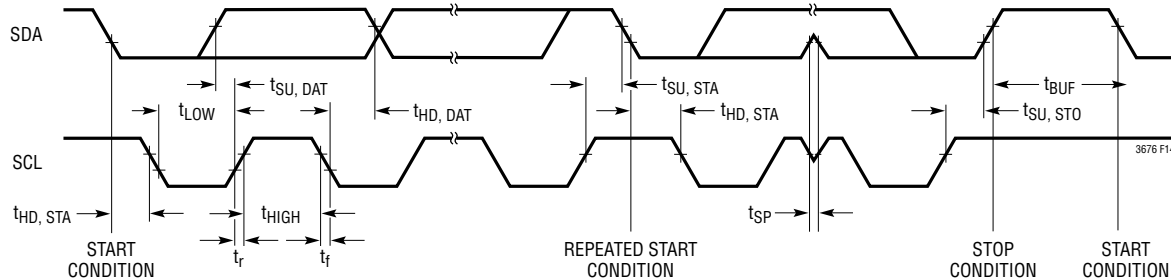 SDA
tSU, DAT
tSU, STA
tBUF
tLOW
tHD, DAT
tHD, STA
tSU, STO
SCL
3676 F14
tHD, STA
tHIGH
tSP
tr
tf
START
CONDITION
REPEATED START
CONDITION
STOP
CONDITION
START
CONDITION